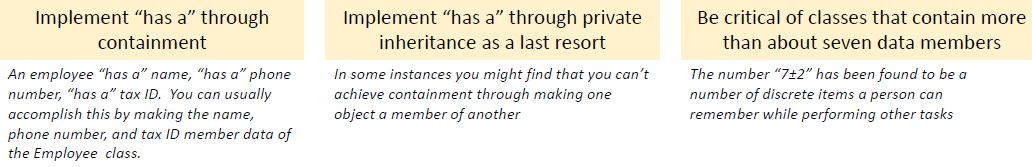 Implement “has a” through
containment
An employee “has a” name, “has a” phone
number, “has a” tax ID.  You can usually
accomplish this by making the name,
phone number, and tax ID member data of
the Employee  class.
Implement “has a” through private
inheritance as a last resort
In some instances you might find that you can’t
achieve containment through making one
object a member of another
Be critical of classes that contain more
than about seven data members
The number “7±2” has been found to be a
number of discrete items a person can
remember while performing other tasks